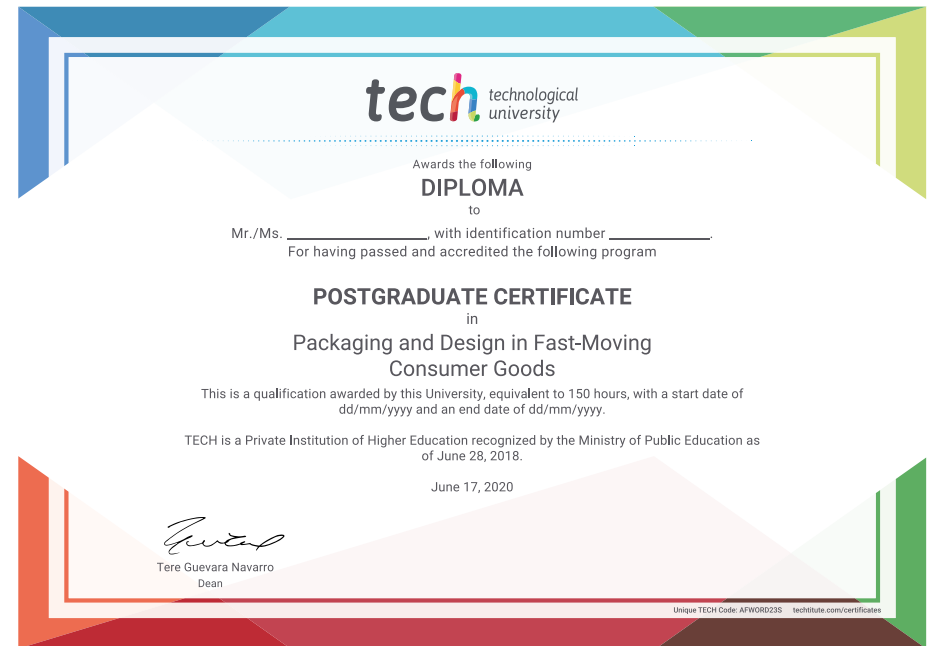 tech technological
university
Awards the following
DIPLOMA
to
Mr./Ms. ____________________, with identification number ______________.
For having passed and accredited the following program
POSTGRADUATE CERTIFICATE
in
Packaging and Design in Fast-Moving
Consumer Goods
This is a qualification awarded by this University, equivalent to 150 hours, with a start date of
dd/mm/yyyy and an end date of dd/mm/yyyy.
TECH is a Private Institution of Higher Education recognized by the Ministry of Public Education as
of June 28, 2018.
June 17, 2020
Tere Guevara Navarro
Dean
Unique TECH Code: AFWORD23S techtitute.com/certificates